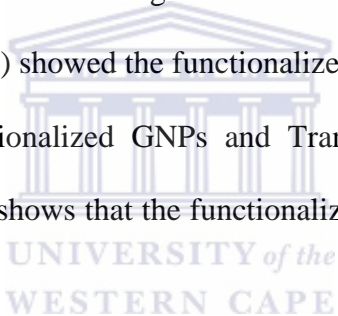 ) showed the functionalize
ionalized GNPs and Tran
shows that the functionaliz
UNIVERSITY of the
WESTERN CAPE